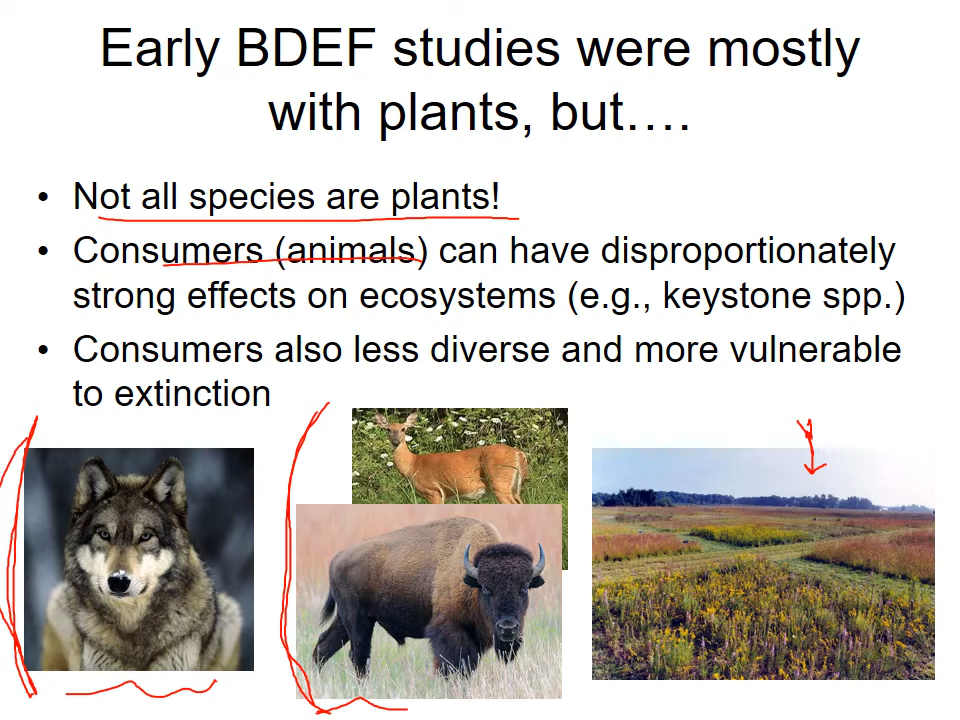 Early BDEF studies were mostly
with plants, but….
• Not all species are plants!
• Consumers (animals) can have disproportionately
strong effects on ecosystems (e.g., keystone spp.)
• Consumers also less diverse and more vulnerable
to extinction